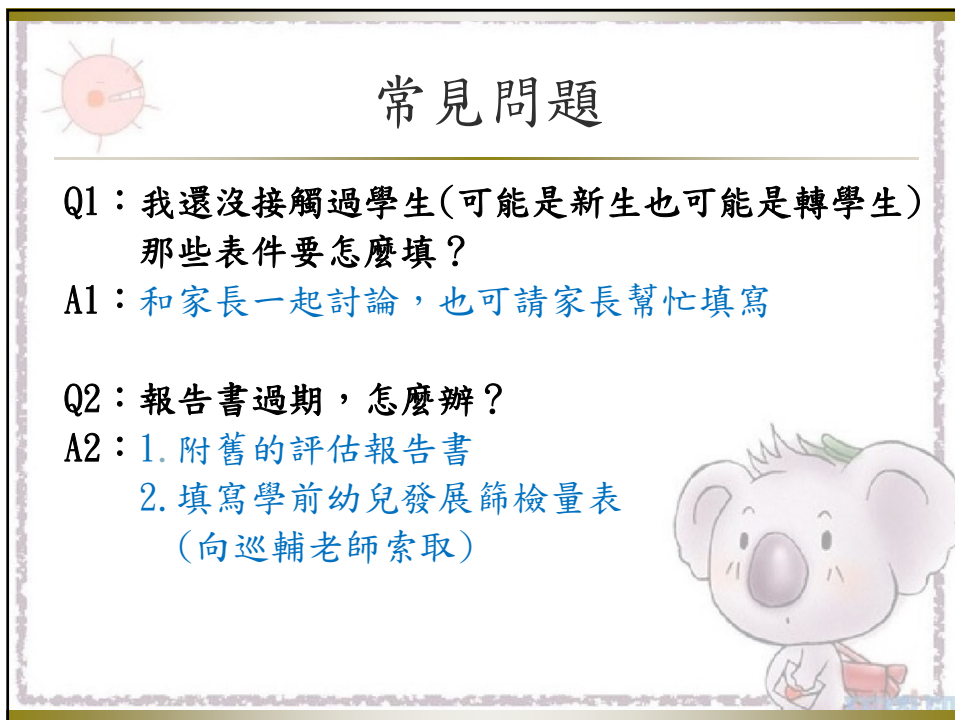 常見問題
Q1：我還沒接觸過學生(可能是新生也可能是轉學生)
那些表件要怎麼填？
A1：和家長一起討論，也可請家長幫忙填寫
Q2：報告書過期，怎麼辦？
A2：1.附舊的評估報告書
2.填寫學前幼兒發展篩檢量表
(向巡輔老師索取)